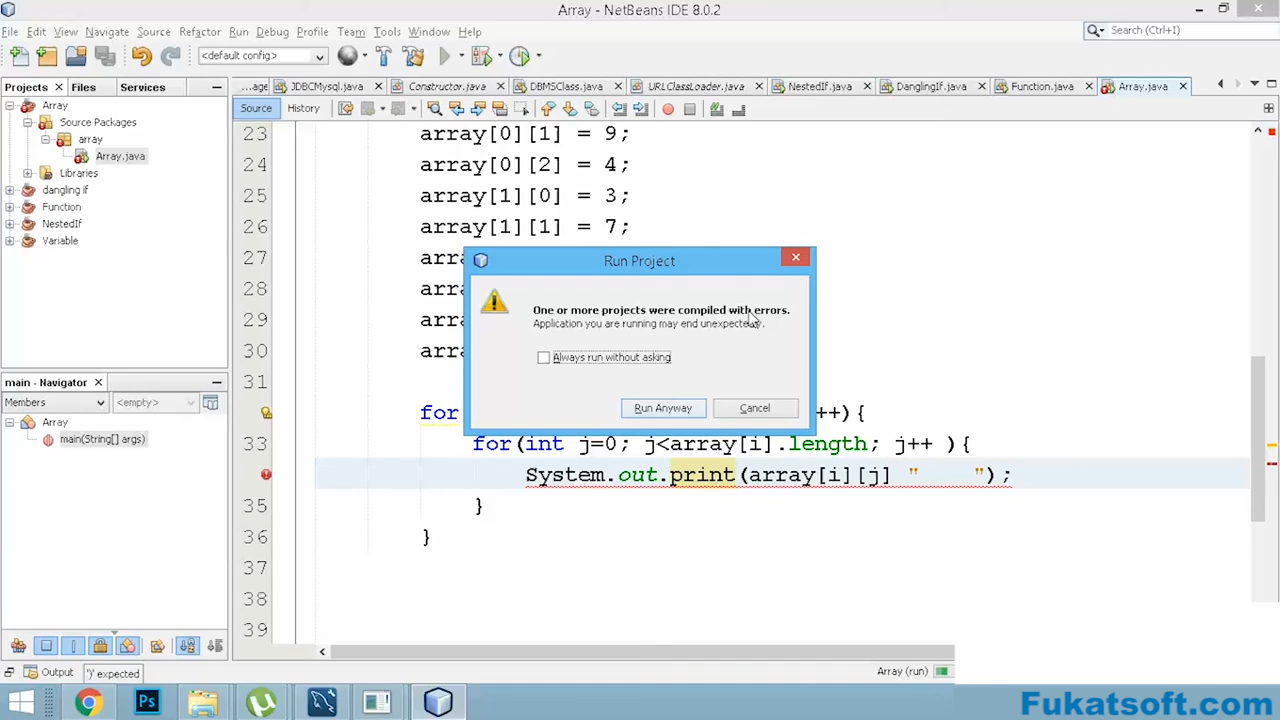 Array - NetBeans IDE 8.0.2
File Edit View Navigate Source Refactor Run Debug Profile Team Tools Window Help
Search (Ctrl+I)
<default config>
Projects Files Services
...age JDBCMysql.java Constructor.java DBMSClass.java URLClassLoader.java NestedIf.java DanglingIf.java Function.java Array.java
Source History
Array
Source Packages
array
Array.java
Libraries
dangling if
Function
NestedIf
Variable
23 array[0][1] = 9;
24 array[0][2] = 4;
25 array[1][0] = 3;
26 array[1][1] = 7;
27 arra
28 arra
29 arra
30 arra
31
for ++){
33 for(int j=0; j<array[i].length; j++ ){
System.out.print(array[i][j] "     ");
35 }
36 }
37
38
39
Run Project
One or more projects were compiled with errors.
Application you are running may end unexpectedly.
Always run without asking
Run Anyway Cancel
main - Navigator
Members <empty>
Array
main(String[] args)
Output ')' expected
Array (run)
Ps
Fukatsoft.com